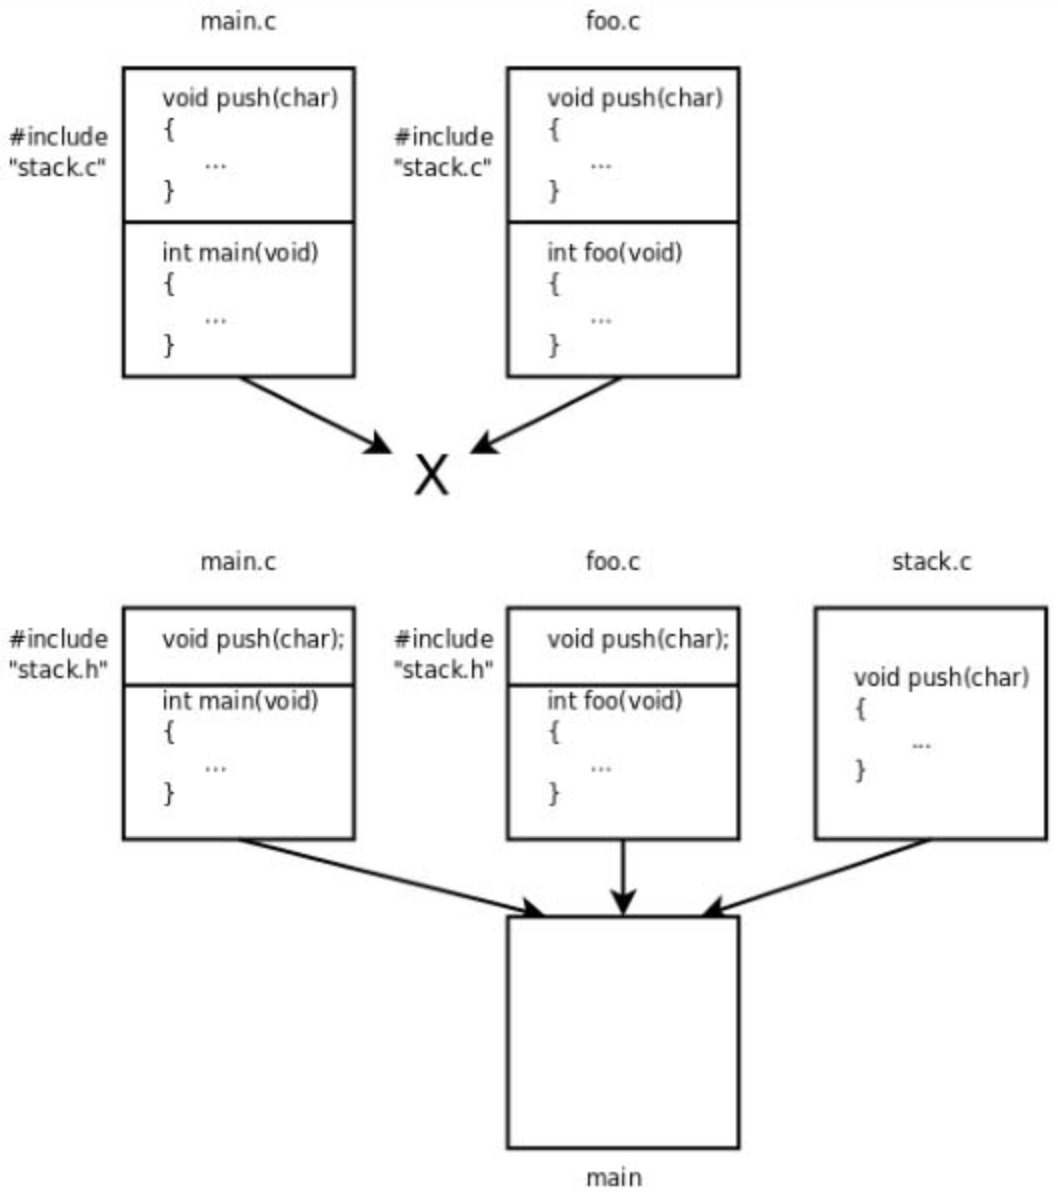 main.c
foo.c
#include
"stack.c"
void push(char)
{
...
}
int main(void)
{
...
}
#include
"stack.c"
void push(char)
{
...
}
int foo(void)
{
...
}
X
main.c
foo.c
stack.c
#include
"stack.h"
void push(char);
int main(void)
{
...
}
#include
"stack.h"
void push(char);
int foo(void)
{
...
}
void push(char)
{
...
}
main